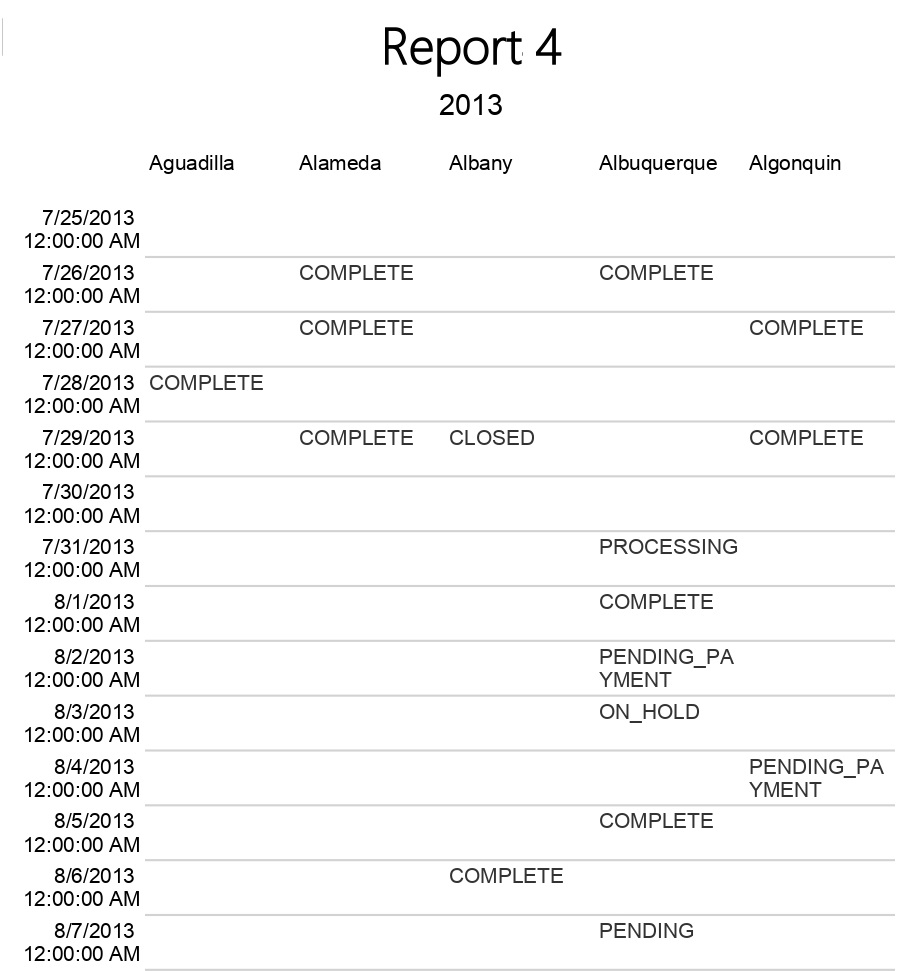 Report 4
2013
Aguadilla Alameda Albany Albuquerque Algonquin
7/25/2013
12:00:00 AM
7/26/2013 COMPLETE COMPLETE
12:00:00 AM
7/27/2013 COMPLETE COMPLETE
12:00:00 AM
7/28/2013 COMPLETE
12:00:00 AM
7/29/2013 COMPLETE CLOSED COMPLETE
12:00:00 AM
7/30/2013
12:00:00 AM
7/31/2013 PROCESSING
12:00:00 AM
8/1/2013 COMPLETE
12:00:00 AM
8/2/2013 PENDING_PA
12:00:00 AM YMENT
8/3/2013 ON_HOLD
12:00:00 AM
8/4/2013 PENDING_PA
12:00:00 AM YMENT
8/5/2013 COMPLETE
12:00:00 AM
8/6/2013 COMPLETE
12:00:00 AM
8/7/2013 PENDING
12:00:00 AM